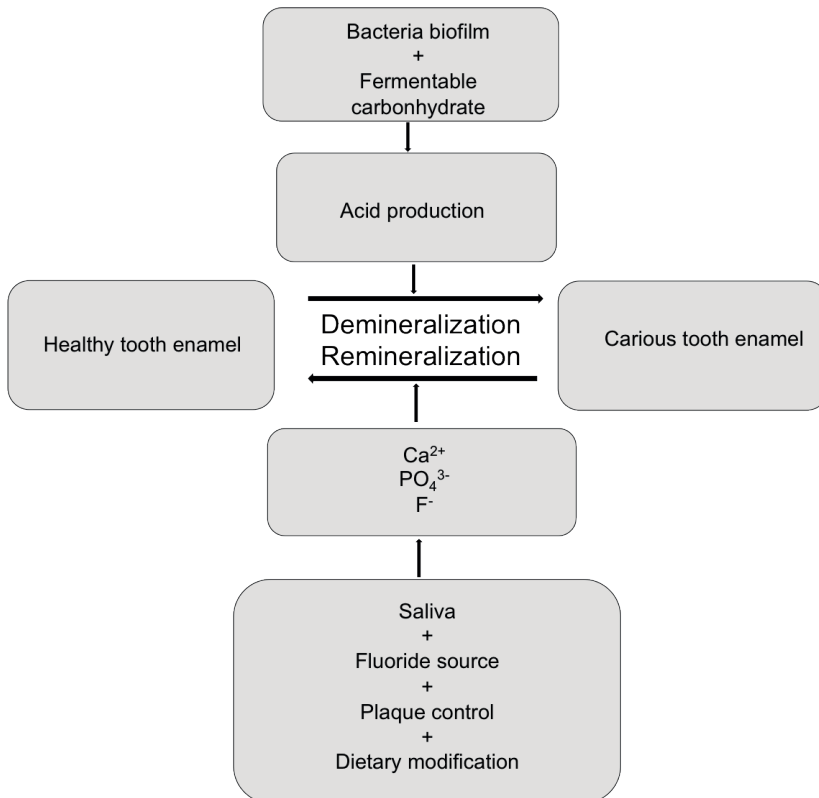 Bacteria biofilm
+
Fermentable
carbonhydrate
Acid production
Healthy tooth enamel
Demineralization
Remineralization
Carious tooth enamel
Ca²⁺
PO₄³⁻
F⁻
Saliva
+
Fluoride source
+
Plaque control
+
Dietary modification